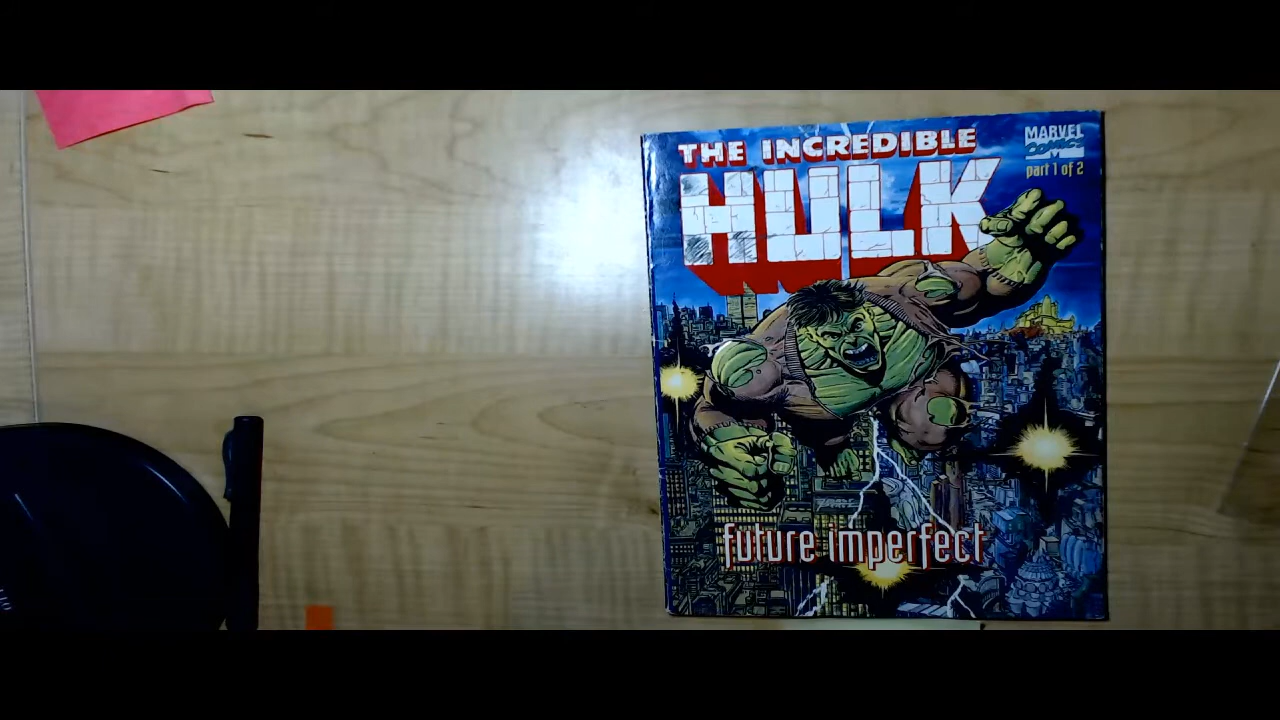 THE INCREDIBLE
HULK
MARVEL
COMICS
part 1 of 2
future imperfect